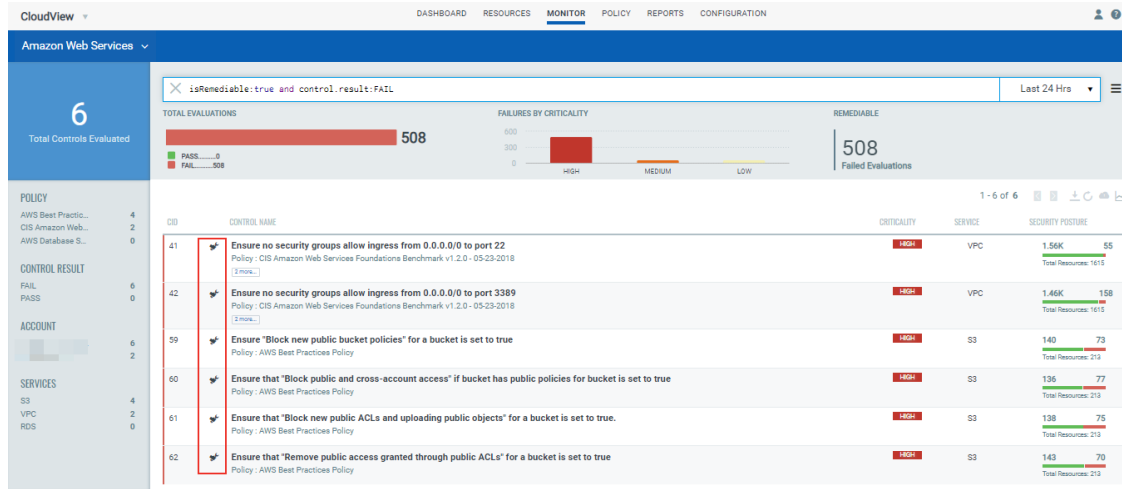 CloudView
DASHBOARD RESOURCES MONITOR POLICY REPORTS CONFIGURATION
Amazon Web Services
6
Total Controls Evaluated
isRemediable:true and control.result:FAIL
Last 24 Hrs
TOTAL EVALUATIONS
508
PASS.........0
FAIL.........508
FAILURES BY CRITICALITY
600
300
0
HIGH MEDIUM LOW
REMEDIABLE
508
Failed Evaluations
1 - 6 of 6
POLICY
AWS Best Practic... 4
CIS Amazon Web... 2
AWS Database S... 0
CONTROL RESULT
FAIL 6
PASS 0
ACCOUNT
6
2
SERVICES
S3 4
VPC 2
RDS 0
CID CONTROL NAME CRITICALITY SERVICE SECURITY POSTURE
41 Ensure no security groups allow ingress from 0.0.0.0/0 to port 22 HIGH VPC 1.56K 55
Policy : CIS Amazon Web Services Foundations Benchmark v1.2.0 - 05-23-2018
Total Resources: 1615
2 more...
42 Ensure no security groups allow ingress from 0.0.0.0/0 to port 3389 HIGH VPC 1.46K 158
Policy : CIS Amazon Web Services Foundations Benchmark v1.2.0 - 05-23-2018
Total Resources: 1615
2 more...
59 Ensure "Block new public bucket policies" for a bucket is set to true HIGH S3 140 73
Policy : AWS Best Practices Policy
Total Resources: 213
60 Ensure that "Block public and cross-account access" if bucket has public policies for bucket is set to true HIGH S3 136 77
Policy : AWS Best Practices Policy
Total Resources: 213
61 Ensure that "Block new public ACLs and uploading public objects" for a bucket is set to true. HIGH S3 138 75
Policy : AWS Best Practices Policy
Total Resources: 213
62 Ensure that "Remove public access granted through public ACLs" for a bucket is set to true HIGH S3 143 70
Policy : AWS Best Practices Policy
Total Resources: 213